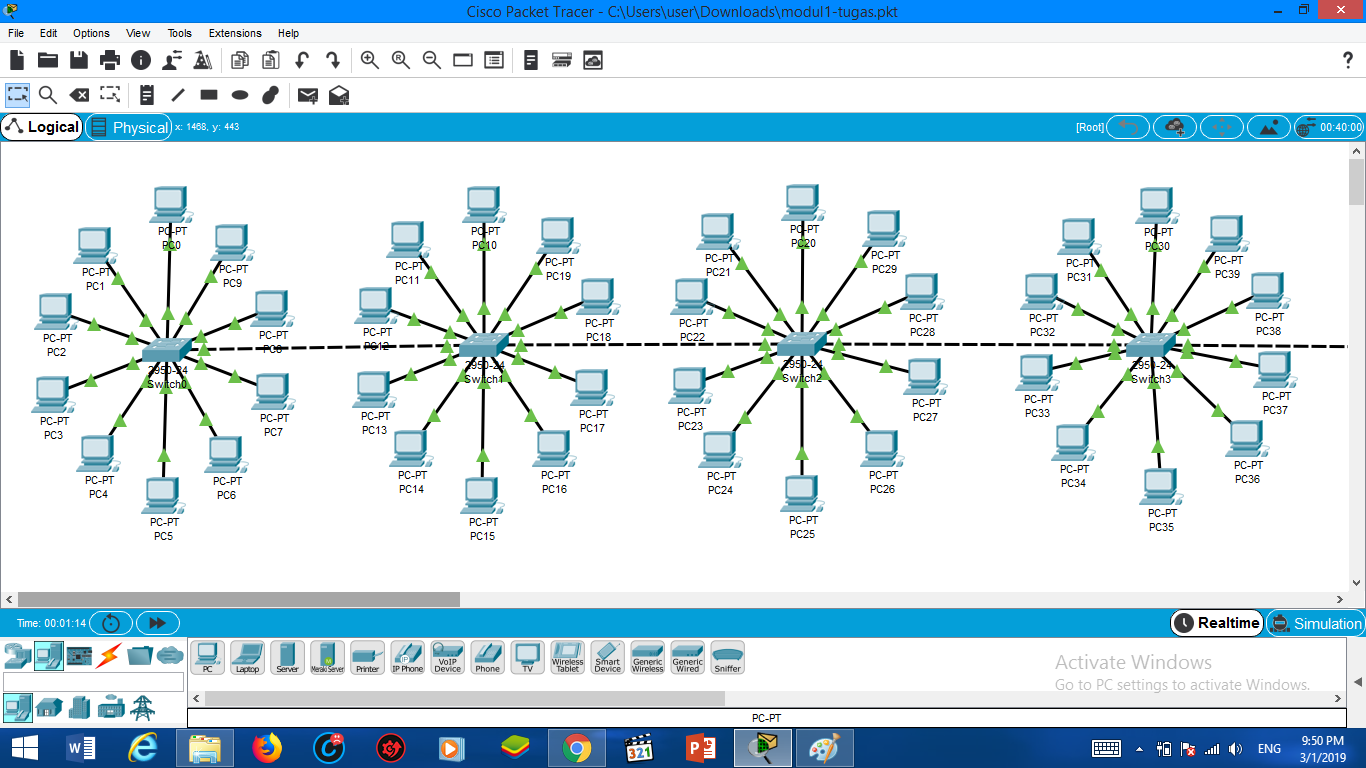 Cisco Packet Tracer - C:\Users\user\Downloads\modul1-tugas.pkt
File Edit Options View Tools Extensions Help
Logical Physical x: 1468, y: 443 [Root] 00:40:00
PC-PT
PC0
PC-PT
PC1
PC-PT
PC9
PC-PT
PC2
PC-PT
PC8
2950-24
Switch0
PC-PT
PC3
PC-PT
PC7
PC-PT
PC4
PC-PT
PC6
PC-PT
PC5
PC-PT
PC10
PC-PT
PC11
PC-PT
PC19
PC-PT
PC12
PC-PT
PC18
2950-24
Switch1
PC-PT
PC13
PC-PT
PC17
PC-PT
PC14
PC-PT
PC16
PC-PT
PC15
PC-PT
PC20
PC-PT
PC21
PC-PT
PC29
PC-PT
PC22
PC-PT
PC28
2950-24
Switch2
PC-PT
PC23
PC-PT
PC27
PC-PT
PC24
PC-PT
PC26
PC-PT
PC25
PC-PT
PC30
PC-PT
PC31
PC-PT
PC39
PC-PT
PC32
PC-PT
PC38
2950-24
Switch3
PC-PT
PC33
PC-PT
PC37
PC-PT
PC34
PC-PT
PC36
PC-PT
PC35
Time: 00:01:14 Realtime Simulation
PC
Laptop
Server
Meraki Server
Printer
IP Phone
VoIP
Device
Phone
TV
Wireless
Tablet
Smart
Device
Generic
Wireless
Generic
Wired
Sniffer
Activate Windows
Go to PC settings to activate Windows.
PC-PT
321
ENG
9:50 PM
3/1/2019